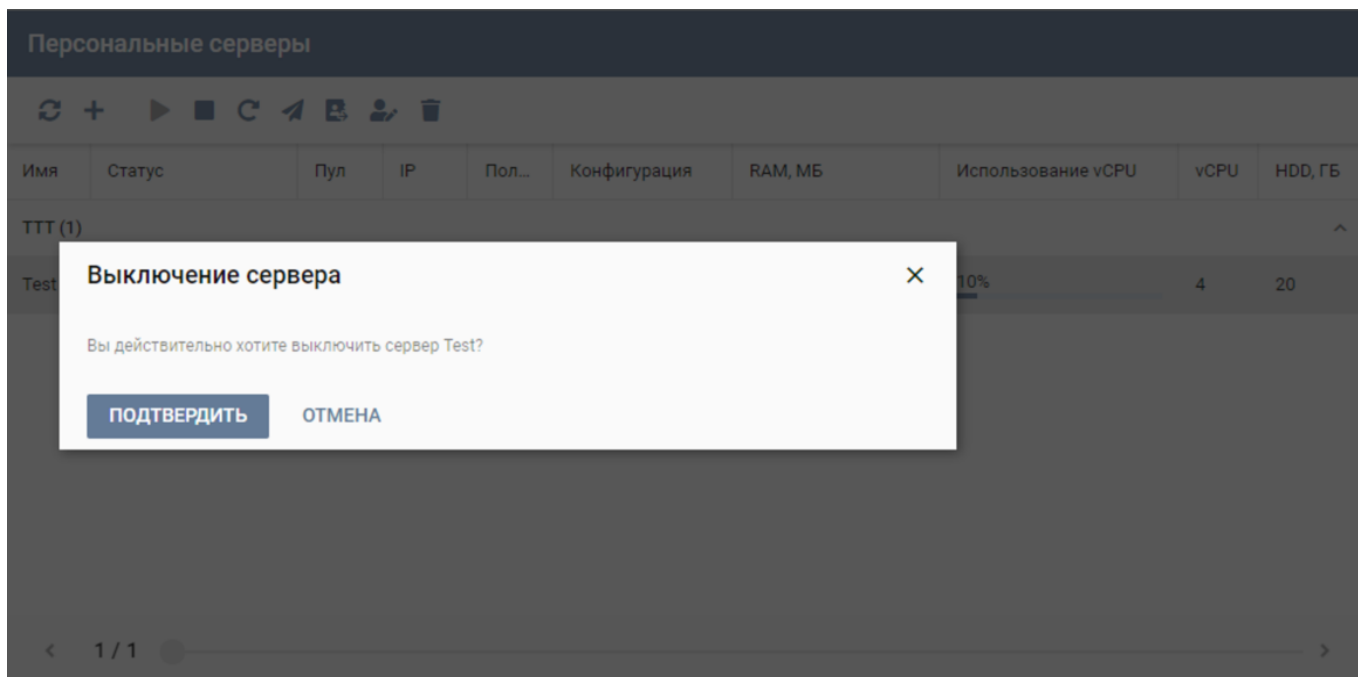 Персональные серверы
Имя Статус Пул IP Пол... Конфигурация RAM, МБ Использование vCPU vCPU HDD, ГБ
ТТТ (1)
Test 10% 4 20
Выключение сервера
Вы действительно хотите выключить сервер Test?
ПОДТВЕРДИТЬ ОТМЕНА
1 / 1